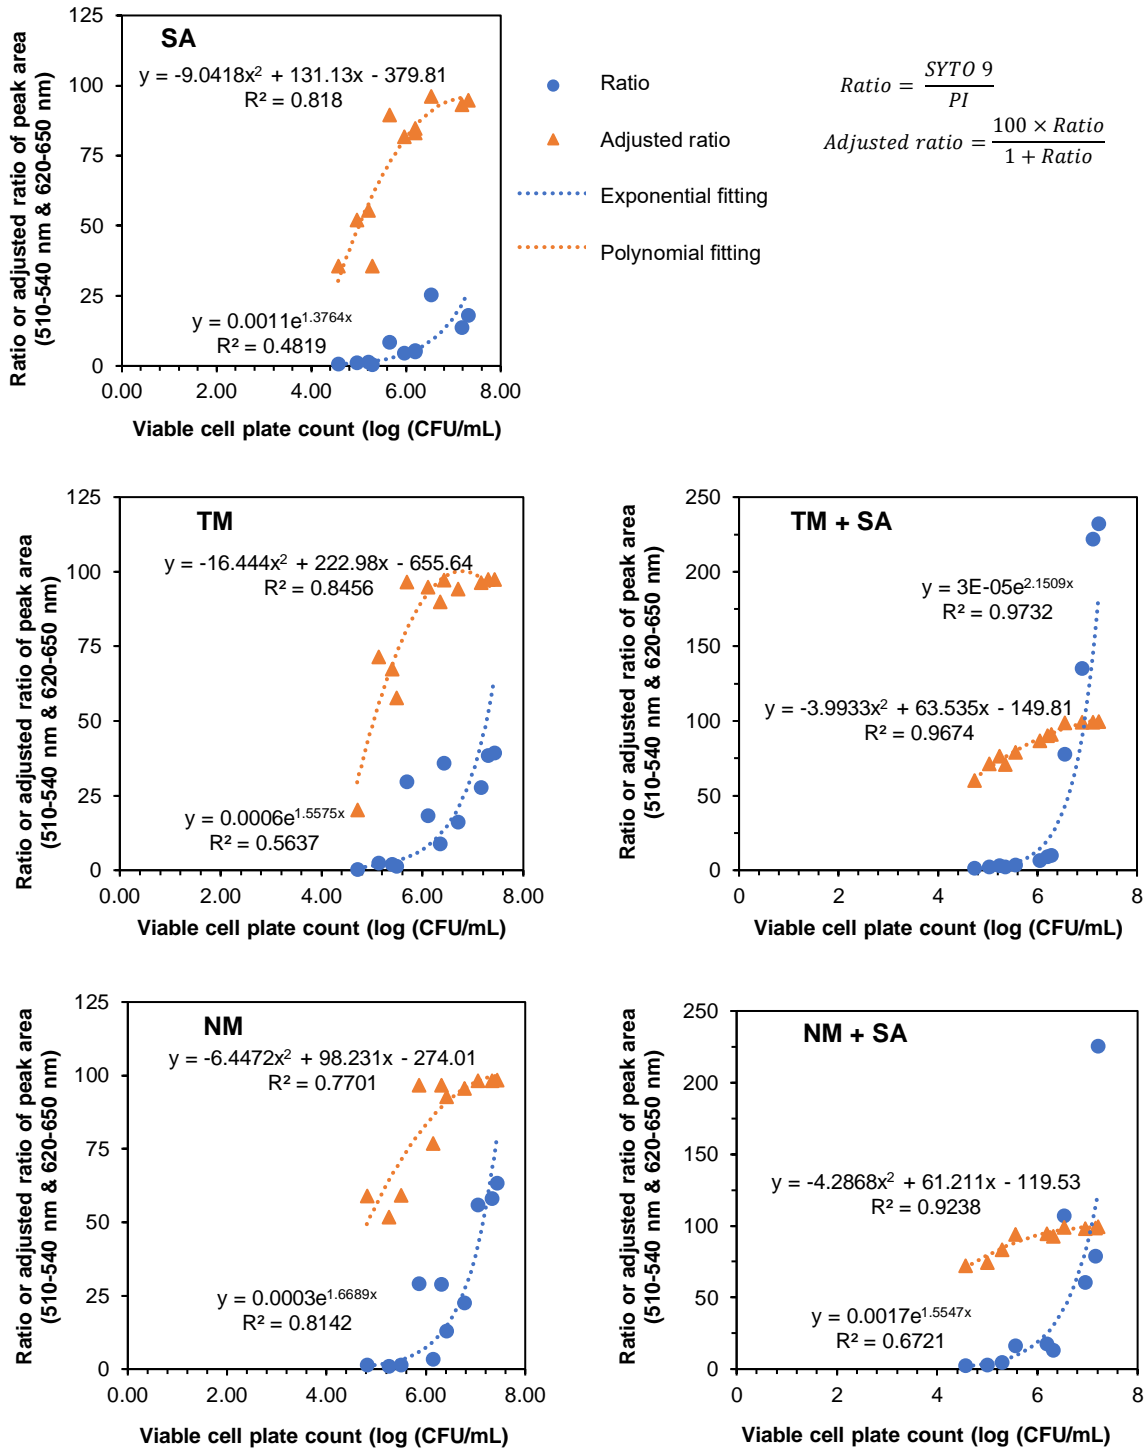 SA
y = -9.0418x² + 131.13x - 379.81
R² = 0.818
y = 0.0011e^1.3764x
R² = 0.4819
125
100
75
50
25
0
0.00 2.00 4.00 6.00 8.00
Ratio or adjusted ratio of peak area
(510-540 nm & 620-650 nm)
Viable cell plate count (log (CFU/mL)
Ratio
Adjusted ratio
Exponential fitting
Polynomial fitting
Ratio = SYTO 9 / PI
Adjusted ratio = 100 × Ratio / 1 + Ratio
TM
y = -16.444x² + 222.98x - 655.64
R² = 0.8456
y = 0.0006e^1.5575x
R² = 0.5637
125
100
75
50
25
0
0.00 2.00 4.00 6.00 8.00
Ratio or adjusted ratio of peak area
(510-540 nm & 620-650 nm)
Viable cell plate count (log (CFU/mL)
TM + SA
y = 3E-05e^2.1509x
R² = 0.9732
y = -3.9933x² + 63.535x - 149.81
R² = 0.9674
250
200
150
100
50
0
0 2 4 6 8
Ratio or adjusted ratio of peak area
(510-540 nm & 620-650 nm)
Viable cell plate count (log (CFU/mL)
NM
y = -6.4472x² + 98.231x - 274.01
R² = 0.7701
y = 0.0003e^1.6689x
R² = 0.8142
125
100
75
50
25
0
0.00 2.00 4.00 6.00 8.00
Ratio or adjusted ratio of peak area
(510-540 nm & 620-650 nm)
Viable cell plate count (log (CFU/mL)
NM + SA
y = -4.2868x² + 61.211x - 119.53
R² = 0.9238
y = 0.0017e^1.5547x
R² = 0.6721
250
200
150
100
50
0
0 2 4 6 8
Ratio or adjusted ratio of peak area
(510-540 nm & 620-650 nm)
Viable cell plate count (log (CFU/mL)